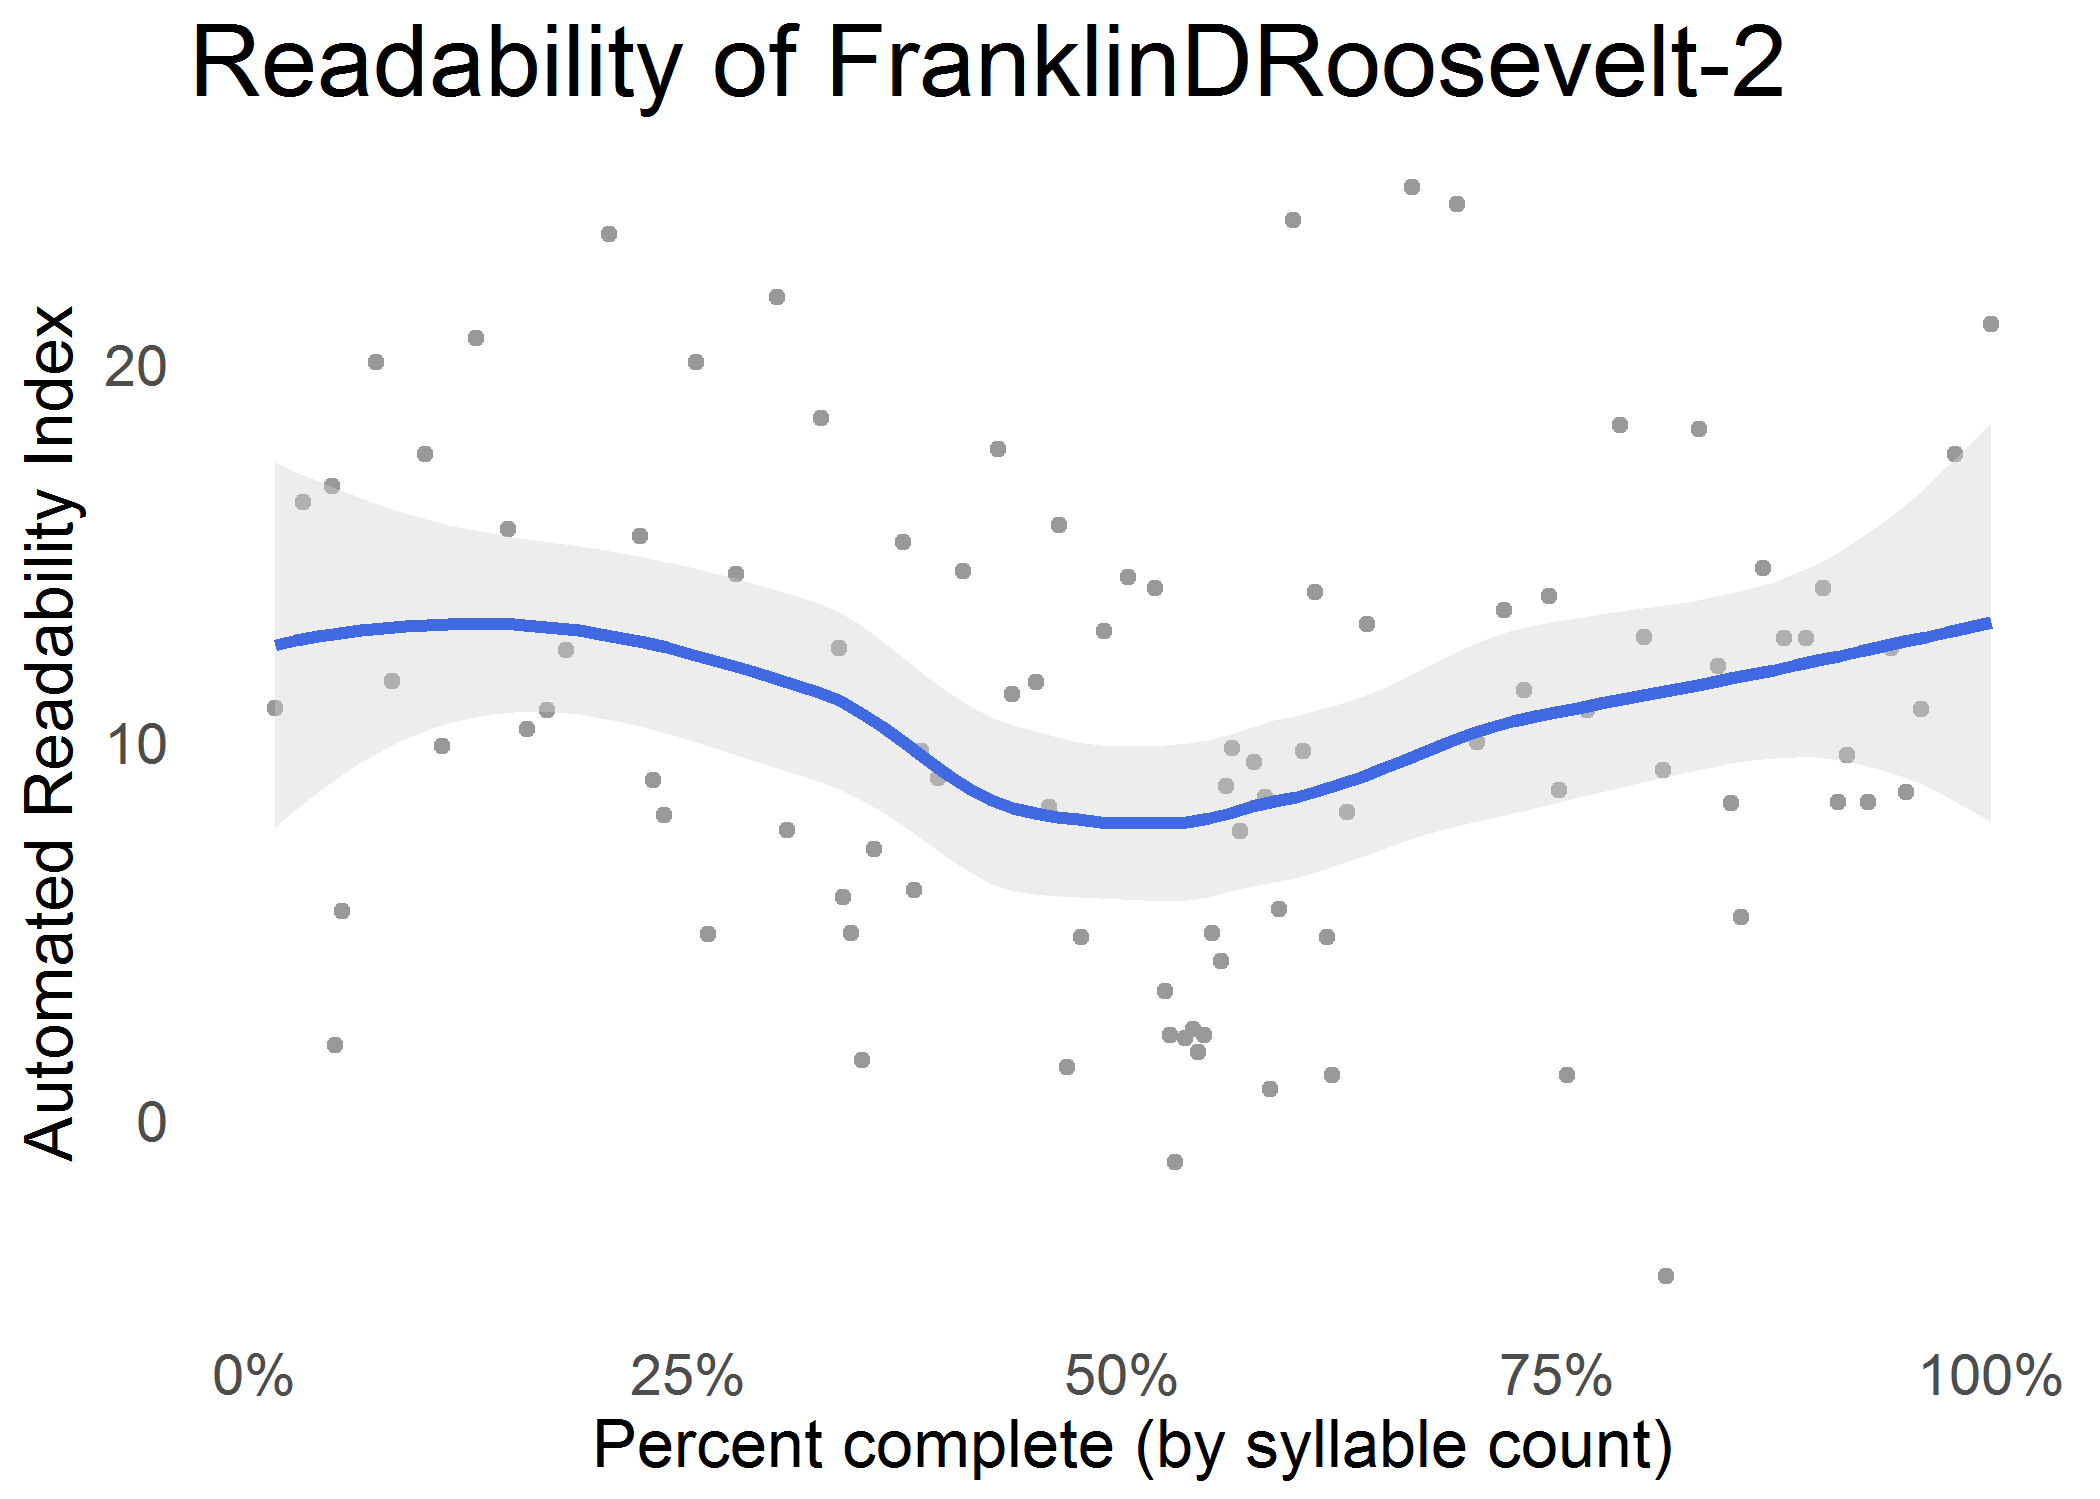 Readability of FranklinDRoosevelt-2
Automated Readability Index
20
10
0
0%
25%
50%
75%
100%
Percent complete (by syllable count)